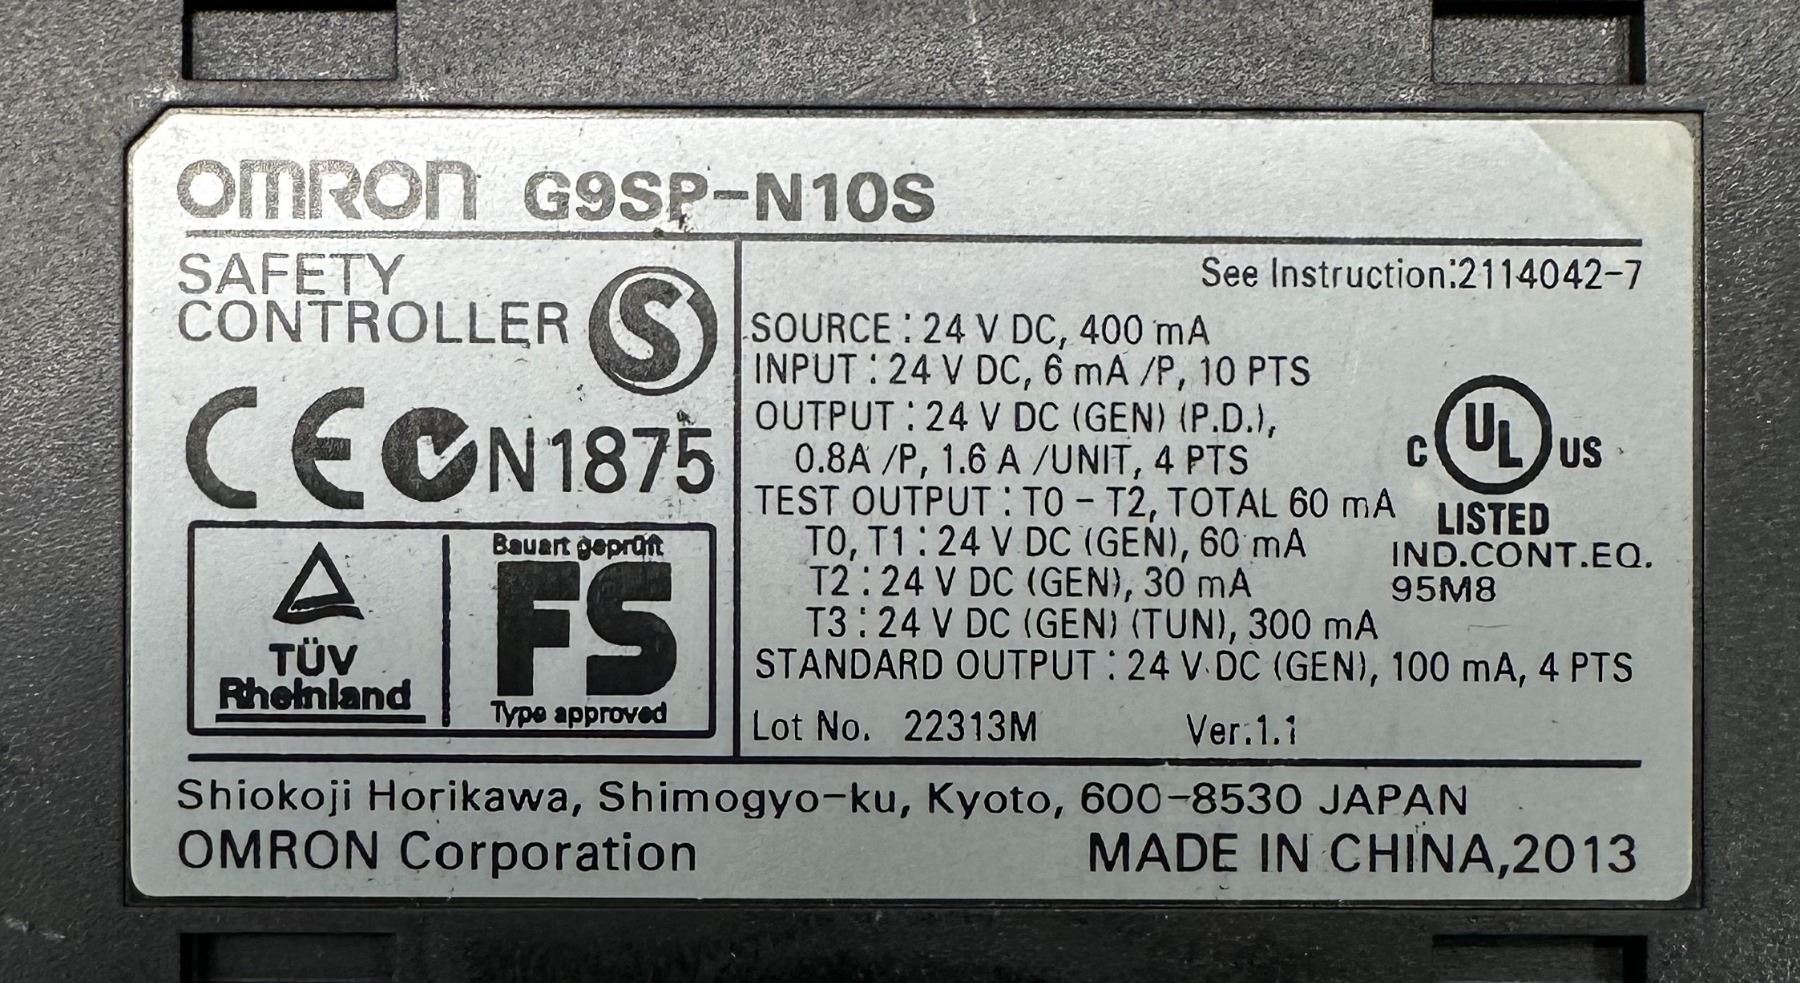 OMRON G9SP-N10S
SAFETY
CONTROLLER
S
CE N1875
TÜV
Rheinland
Bauart geprüft
FS
Type approved
See Instruction:2114042-7
SOURCE : 24 V DC, 400 mA
INPUT : 24 V DC, 6 mA /P, 10 PTS
OUTPUT : 24 V DC (GEN) (P.D.),
0.8A /P, 1.6 A /UNIT, 4 PTS
TEST OUTPUT : T0 - T2, TOTAL 60 mA
T0, T1 : 24 V DC (GEN), 60 mA
T2 : 24 V DC (GEN), 30 mA
T3 : 24 V DC (GEN) (TUN), 300 mA
STANDARD OUTPUT : 24 V DC (GEN), 100 mA, 4 PTS
C UL US
LISTED
IND.CONT.EQ.
95M8
Lot No. 22313M Ver.1.1
Shiokoji Horikawa, Shimogyo-ku, Kyoto, 600-8530 JAPAN
OMRON Corporation MADE IN CHINA,2013